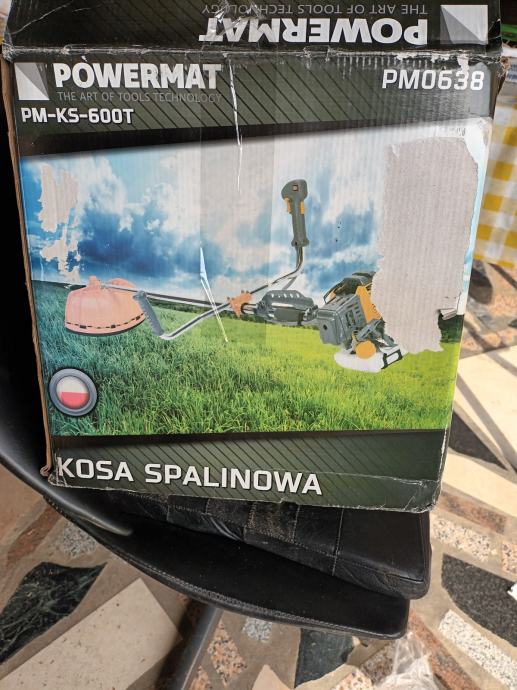 POWERMAT
THE ART OF TOOLS TECHNOLOGY
POWERMAT
THE ART OF TOOLS TECHNOLOGY
PM0638
PM-KS-600T
KOSA SPALINOWA